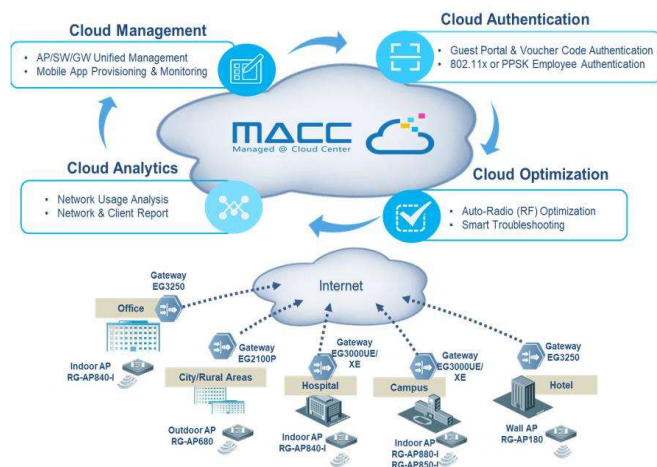 Cloud Management
• AP/SW/GW Unified Management
• Mobile App Provisioning & Monitoring
Cloud Authentication
• Guest Portal & Voucher Code Authentication
• 802.11x or PPSK Employee Authentication
MACC
Managed @ Cloud Center
Cloud Analytics
• Network Usage Analysis
• Network & Client Report
Cloud Optimization
• Auto-Radio (RF) Optimization
• Smart Troubleshooting
Internet
Gateway
EG3250
Office
Indoor AP
RG-AP840-I
Gateway
EG2100P
City/Rural Areas
Outdoor AP
RG-AP680
Gateway
EG3000UE/
XE
Hospital
Indoor AP
RG-AP840-I
Gateway
EG3000UE/
XE
Campus
Indoor AP
RG-AP880-I
RG-AP850-I
Gateway
EG3250
Hotel
Wall AP
RG-AP180